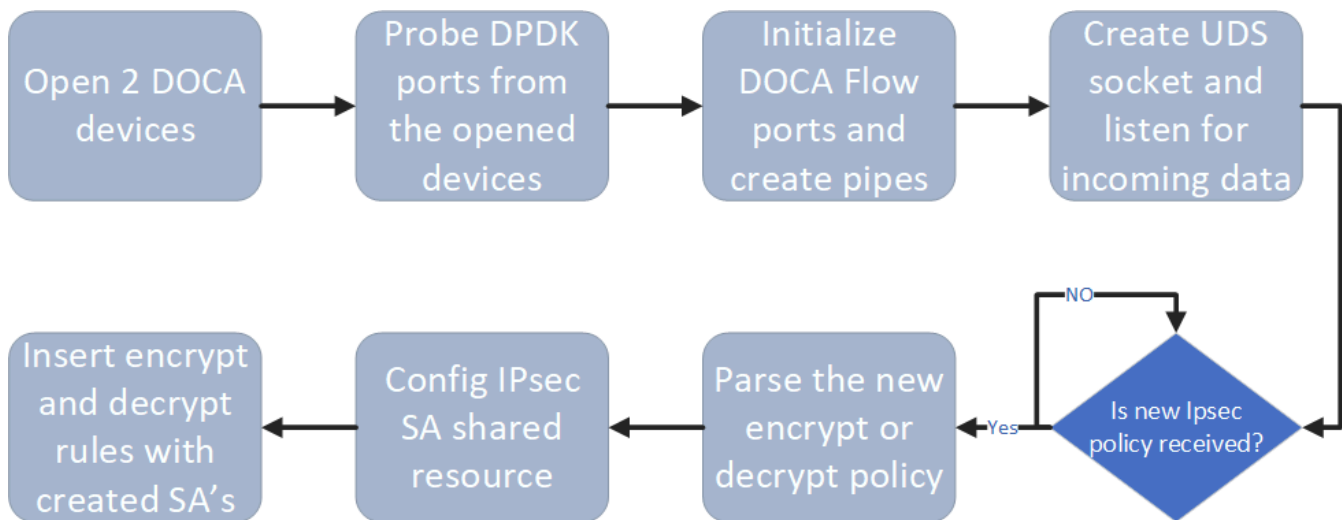 Open 2 DOCA
devices
Probe DPDK
ports from
the opened
devices
Initialize
DOCA Flow
ports and
create pipes
Create UDS
socket and
listen for
incoming data
NO
Is new Ipsec
policy received?
Yes
Parse the new
encrypt or
decrypt policy
Config IPsec
SA shared
resource
Insert encrypt
and decrypt
rules with
created SA’s